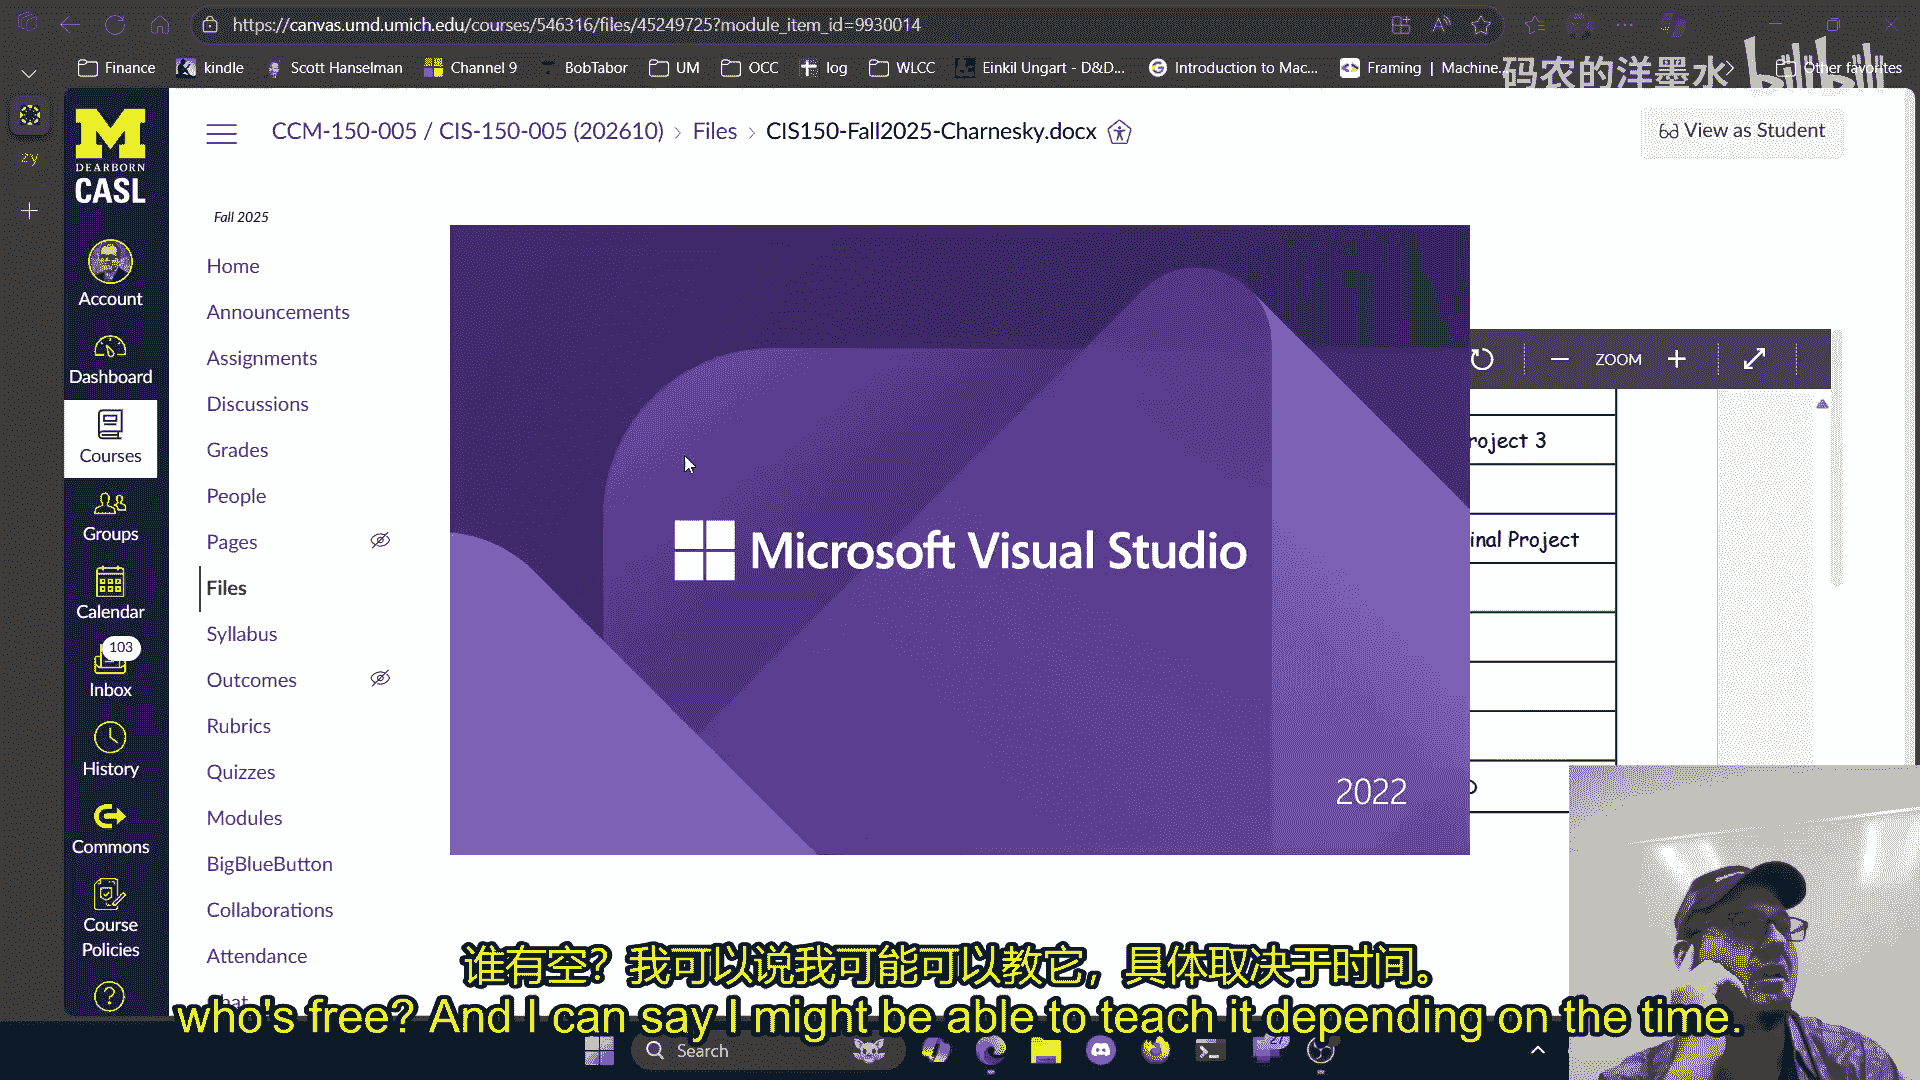 https://canvas.umd.umich.edu/courses/546316/files/45249725?module_item_id=9930014
Finance
kindle
Scott Hanselman
Channel 9
BobTabor
UM
OCC
log
WLCC
Einkil Ungart - D&D...
Introduction to Mac...
Framing | Machine...
Other favorites
码农的洋墨水
bilibili
zy
M
DEARBORN
CASL
CCM-150-005 / CIS-150-005 (202610) › Files › CIS150-Fall2025-Charnesky.docx
View as Student
Fall 2025
Home
Announcements
Assignments
Discussions
Grades
People
Pages
Files
Syllabus
Outcomes
Rubrics
Quizzes
Modules
BigBlueButton
Collaborations
Attendance
Account
Dashboard
Courses
Groups
Calendar
103
Inbox
History
Commons
Course
Policies
Microsoft Visual Studio
2022
ZOOM
roject 3
inal Project
谁有空？我可以说我可能可以教它，具体取决于时间。
who's free? And I can say I might be able to teach it depending on the time.
Search